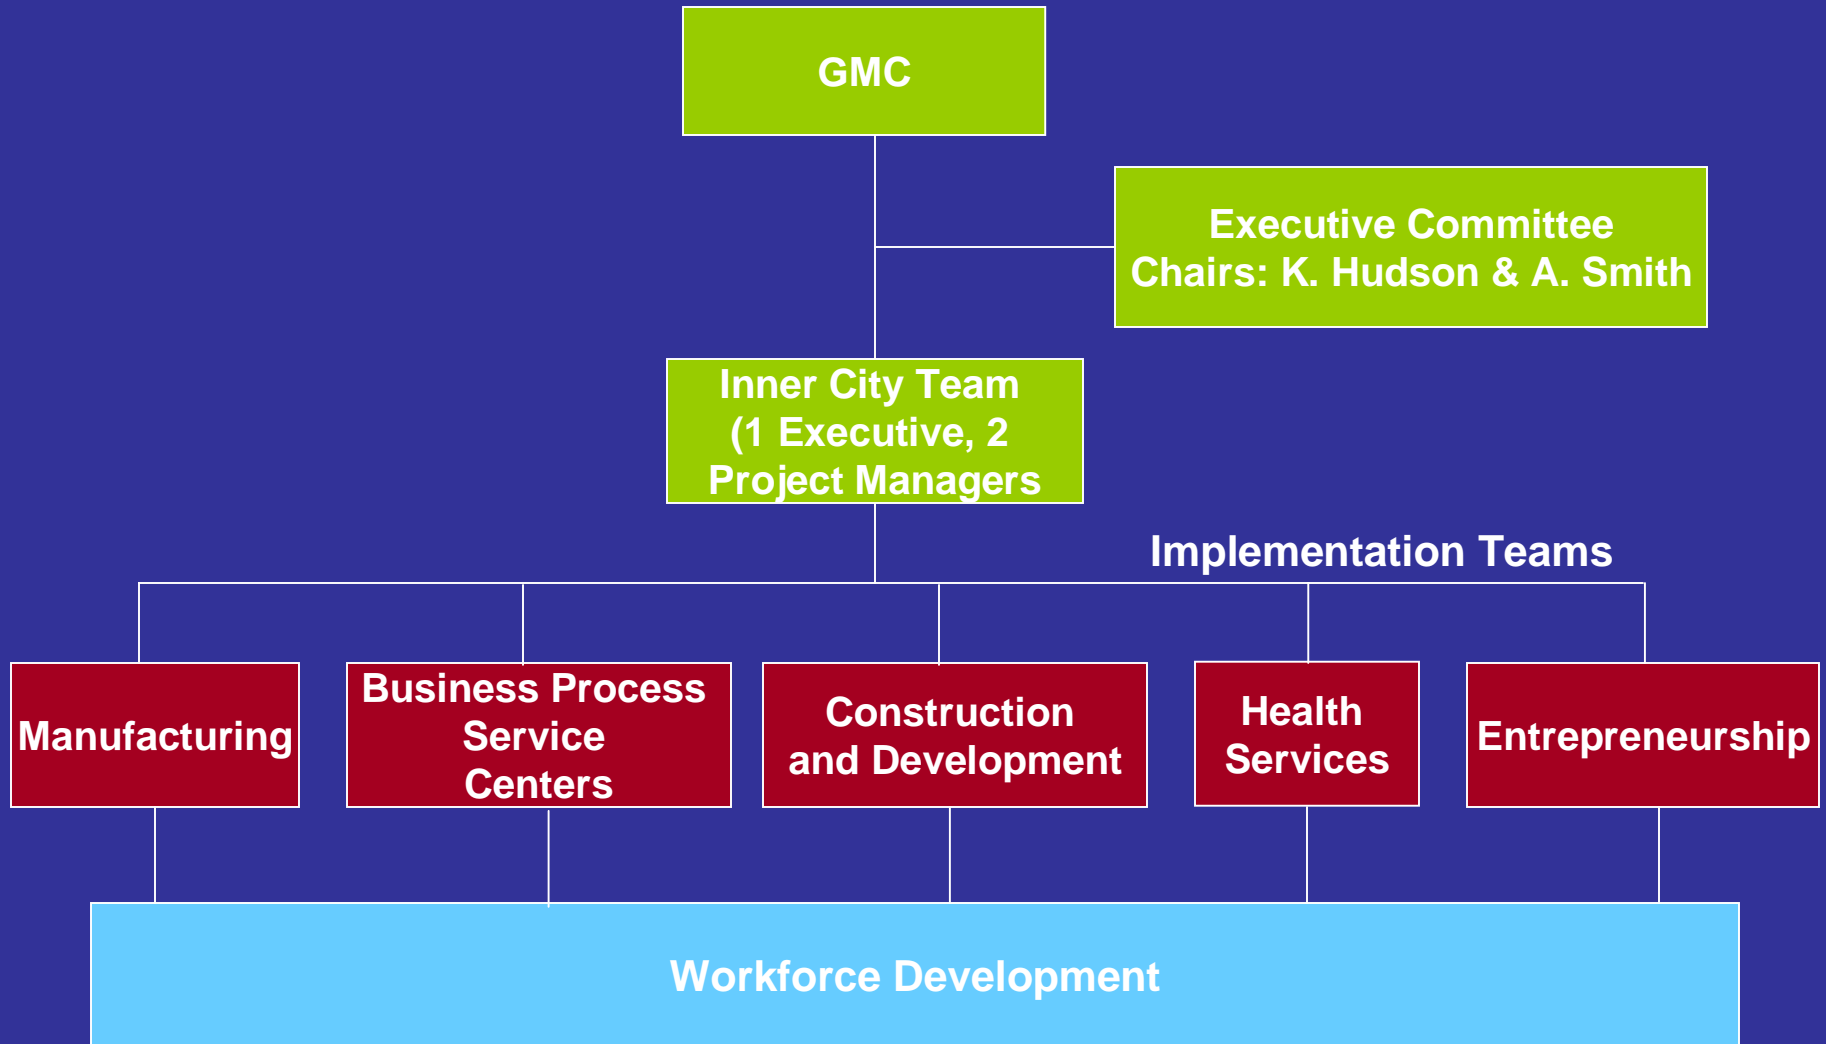 GMC
Executive Committee
Chairs: K. Hudson & A. Smith
Inner City Team
(1 Executive, 2
Project Managers
Implementation Teams
Manufacturing
Business Process
Service
Centers
Construction
and Development
Health
Services
Entrepreneurship
Workforce Development